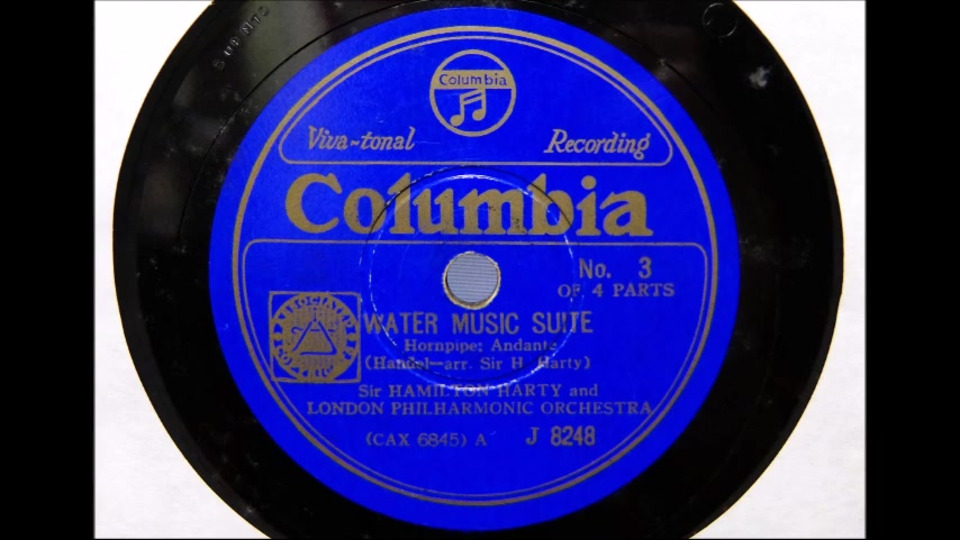 Columbia
Viva-tonal Recording
Columbia
No. 3
OF 4 PARTS
WATER MUSIC SUITE
Hornpipe; Andante
(Handel—arr. Sir H. Harty)
Sir HAMILTON HARTY and
LONDON PHILHARMONIC ORCHESTRA
(CAX 6845) A J 8248